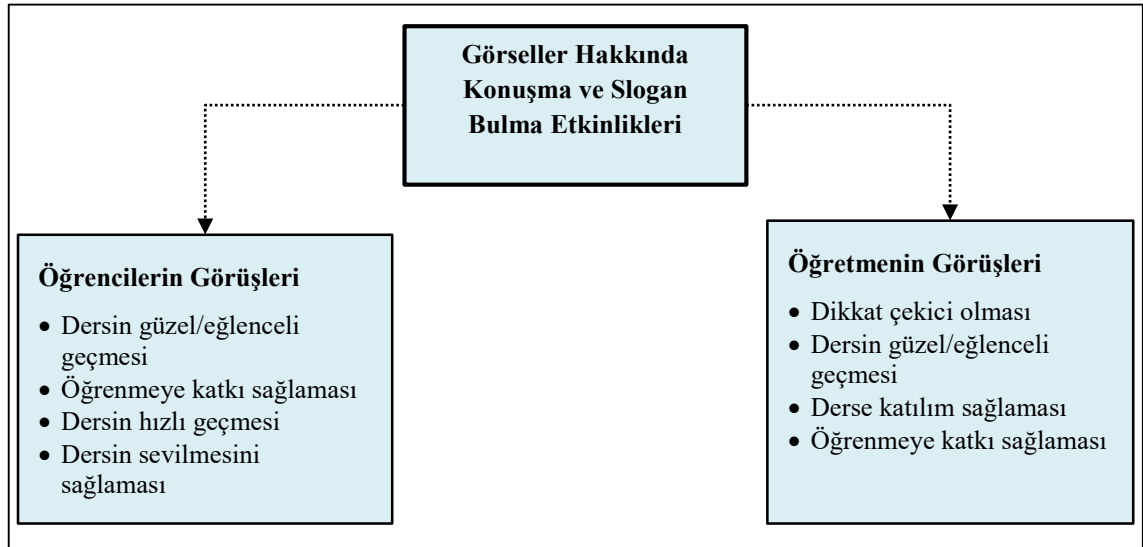 Görseller Hakkında
Konuşma ve Slogan
Bulma Etkinlikleri
Öğrencilerin Görüşleri
• Dersin güzel/eğlenceli
geçmesi
• Öğrenmeye katkı sağlaması
• Dersin hızlı geçmesi
• Dersin sevilmesini
sağlaması
Öğretmenin Görüşleri
• Dikkat çekici olması
• Dersin güzel/eğlenceli
geçmesi
• Derse katılım sağlaması
• Öğrenmeye katkı sağlaması